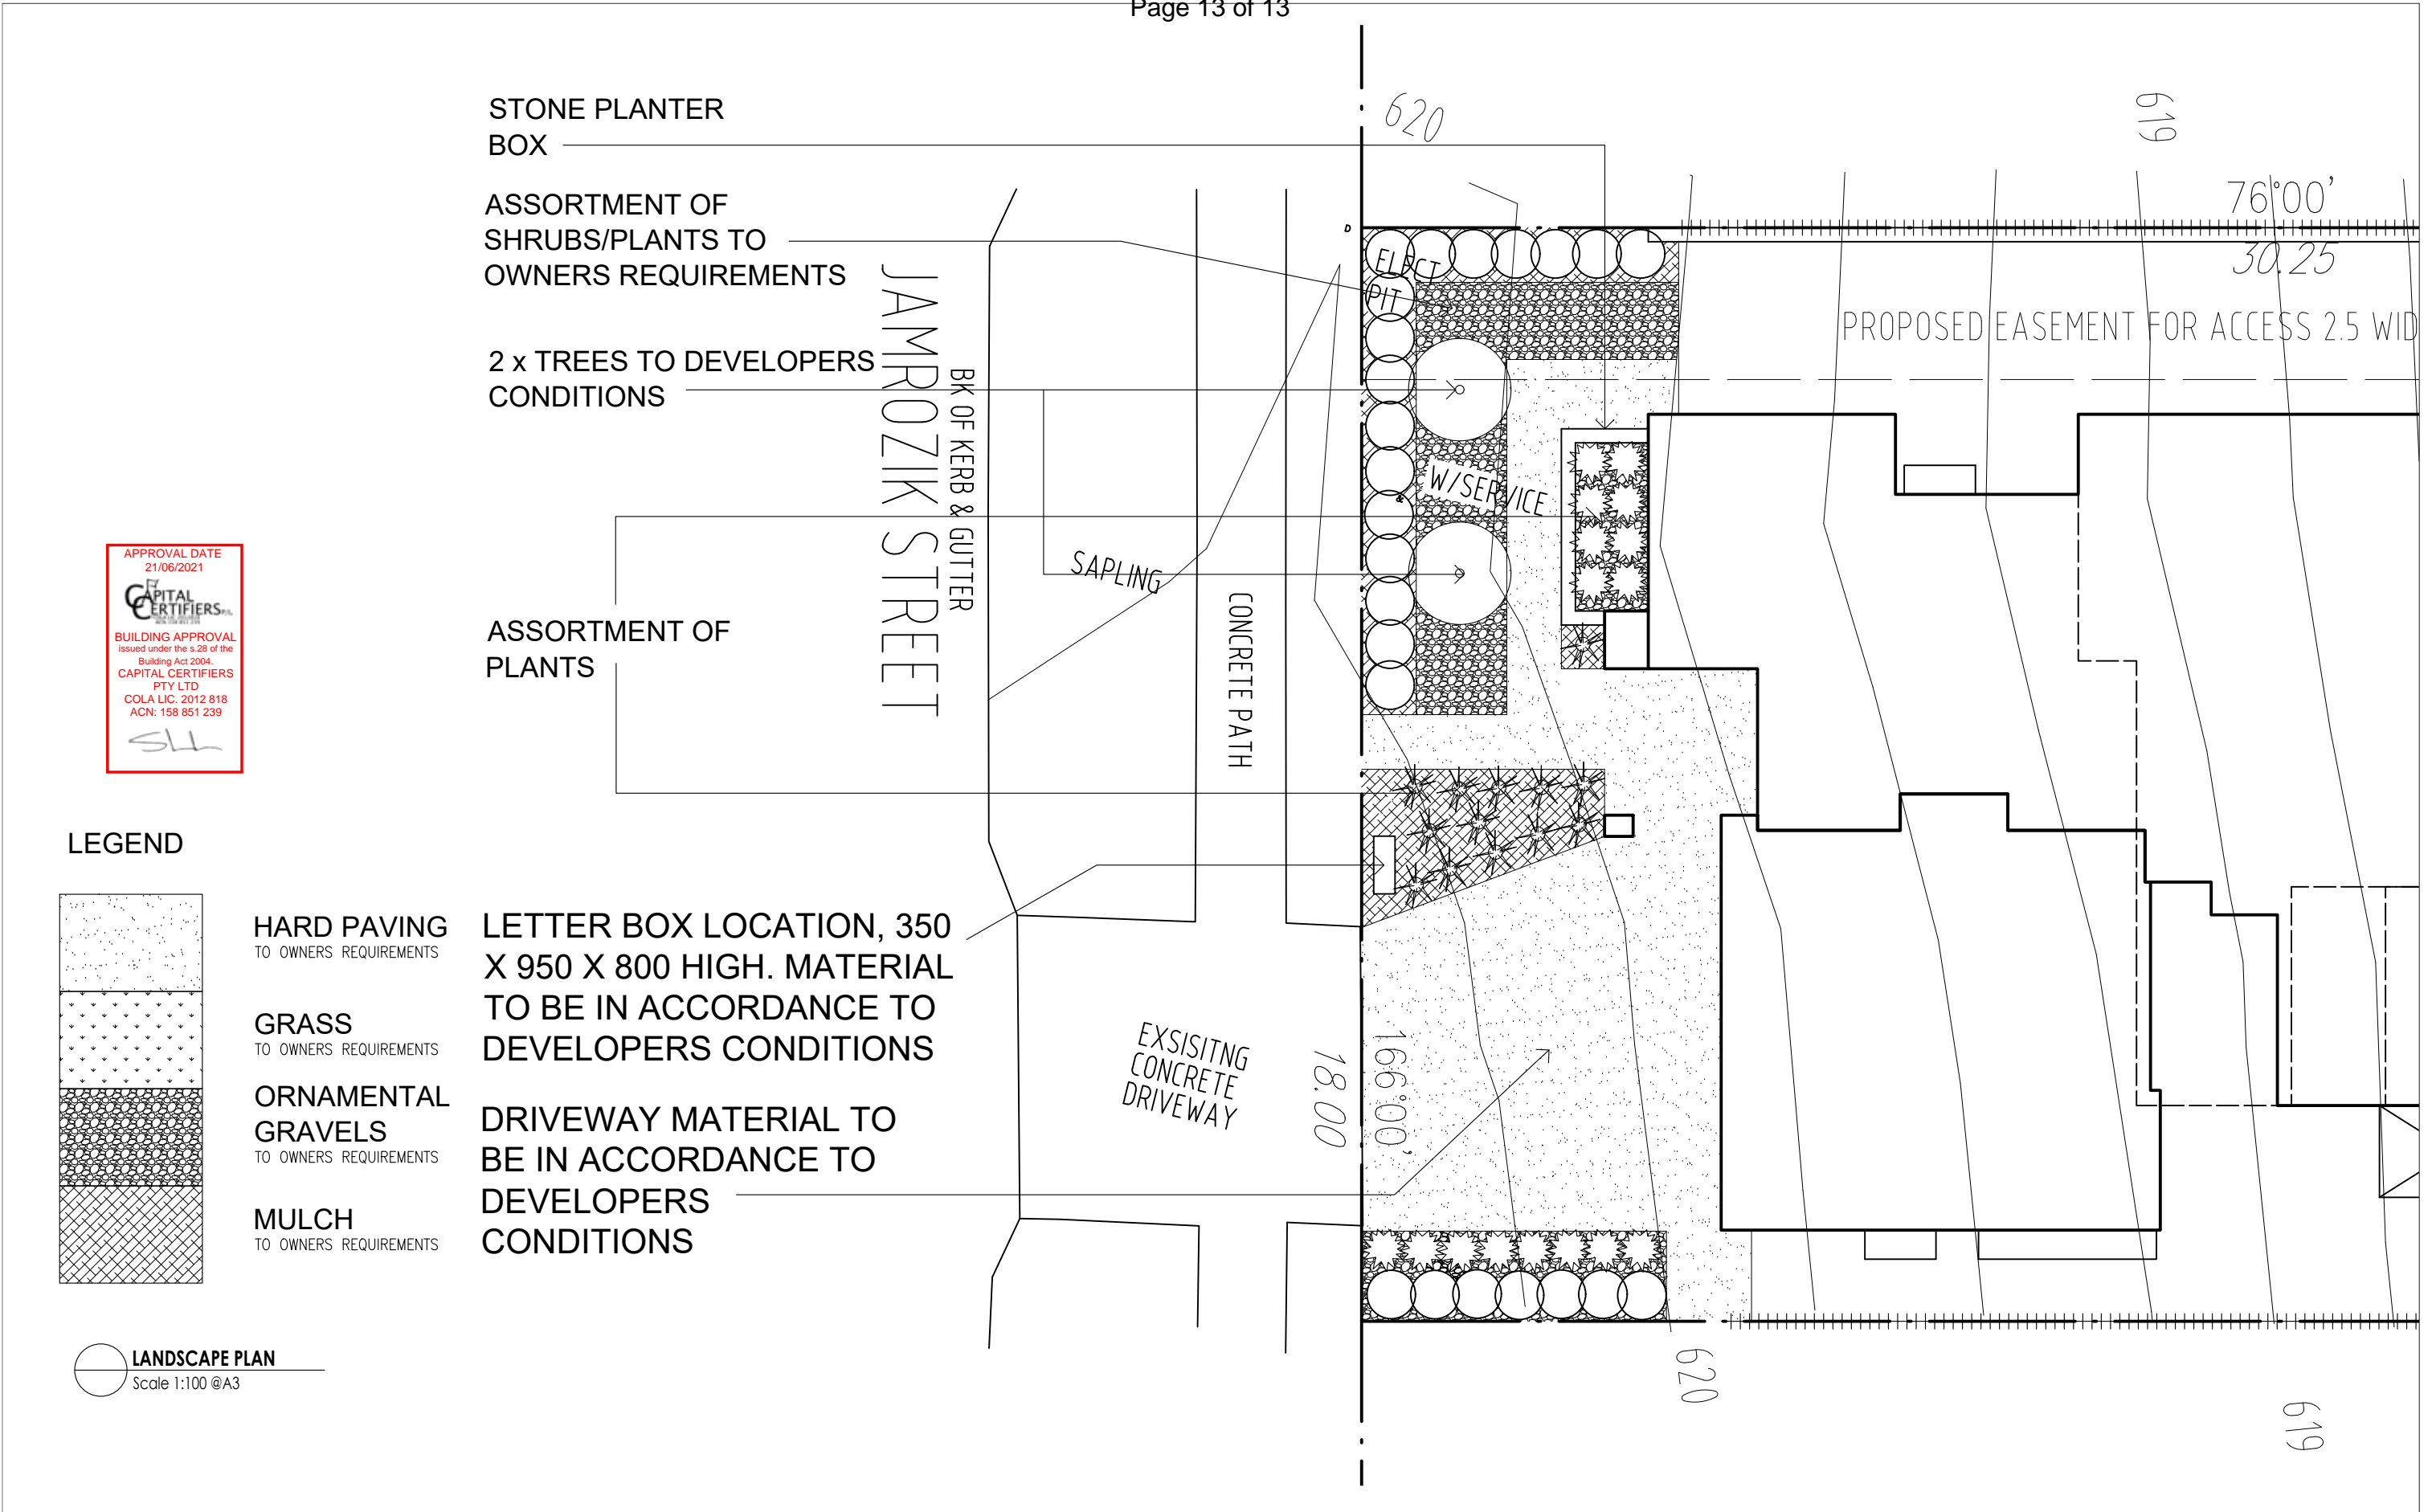 Page 13 of 13
STONE PLANTER
BOX
ASSORTMENT OF
SHRUBS/PLANTS TO
OWNERS REQUIREMENTS
2 x TREES TO DEVELOPERS
CONDITIONS
ASSORTMENT OF
PLANTS
JAMROZIK STREET
BK OF KERB & GUTTER
SAPLING
CONCRETE PATH
620
619
76°00'
30.25
ELECT
PIT
D
PROPOSED EASEMENT FOR ACCESS 2.5 WID
W/SERVICE
&
APPROVAL DATE
21/06/2021
CAPITAL
CERTIFIERS P/L
BUILDING APPROVAL
issued under the s.28 of the
Building Act 2004.
CAPITAL CERTIFIERS
PTY LTD
COLA LIC. 2012 818
ACN: 158 851 239
LEGEND
HARD PAVING
TO OWNERS REQUIREMENTS
GRASS
TO OWNERS REQUIREMENTS
ORNAMENTAL
GRAVELS
TO OWNERS REQUIREMENTS
MULCH
TO OWNERS REQUIREMENTS
LETTER BOX LOCATION, 350
X 950 X 800 HIGH. MATERIAL
TO BE IN ACCORDANCE TO
DEVELOPERS CONDITIONS
DRIVEWAY MATERIAL TO
BE IN ACCORDANCE TO
DEVELOPERS
CONDITIONS
EXSISITNG
CONCRETE
DRIVEWAY
18.00
166°00'
620
619
LANDSCAPE PLAN
Scale 1:100 @A3